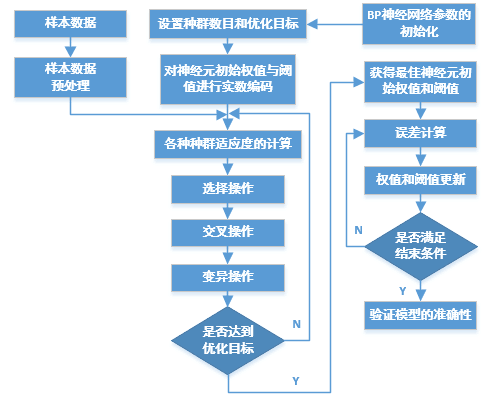 样本数据
样本数据
预处理
设置种群数目和优化目标
对神经元初始权值与阈
值进行实数编码
各种种群适应度的计算
选择操作
交叉操作
变异操作
是否达到
优化目标
N
Y
BP神经网络参数的
初始化
获得最佳神经元初
始权值和阈值
误差计算
权值和阈值更新
是否满足
结束条件
N
Y
验证模型的准确性